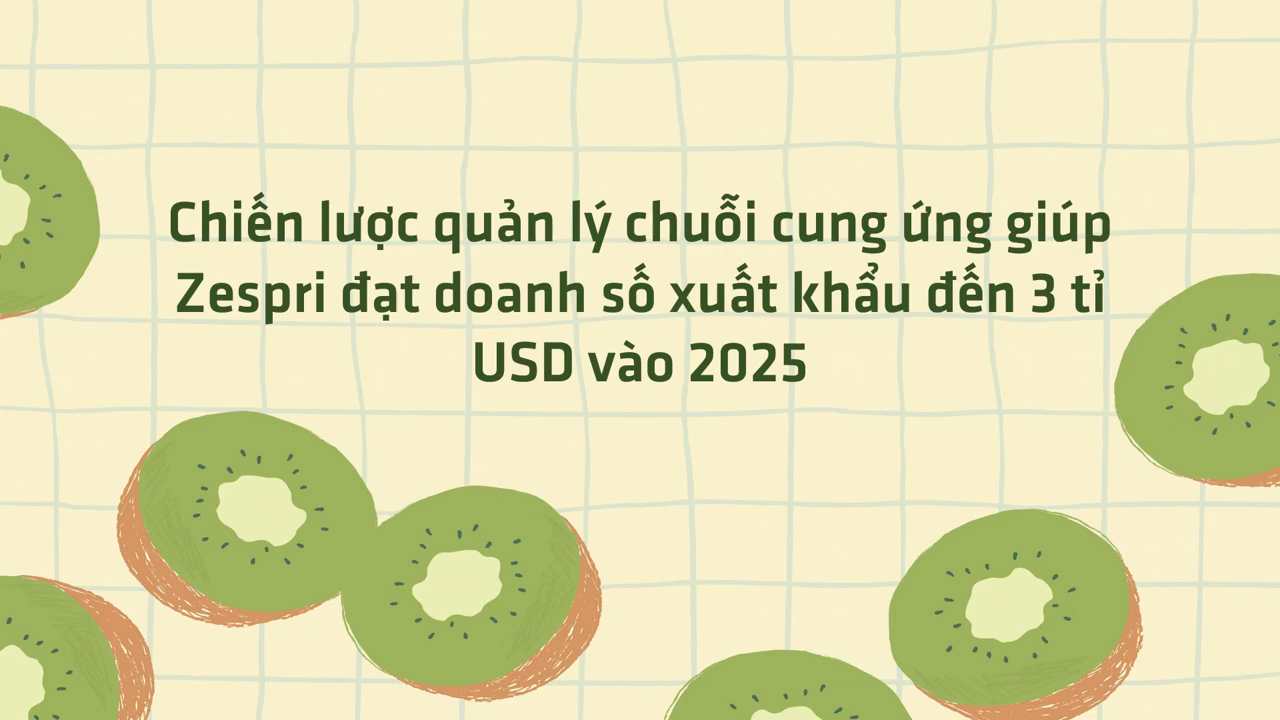 Chiến lược quản lý chuỗi cung ứng giúp
Zespri đạt doanh số xuất khẩu đến 3 tỉ
USD vào 2025